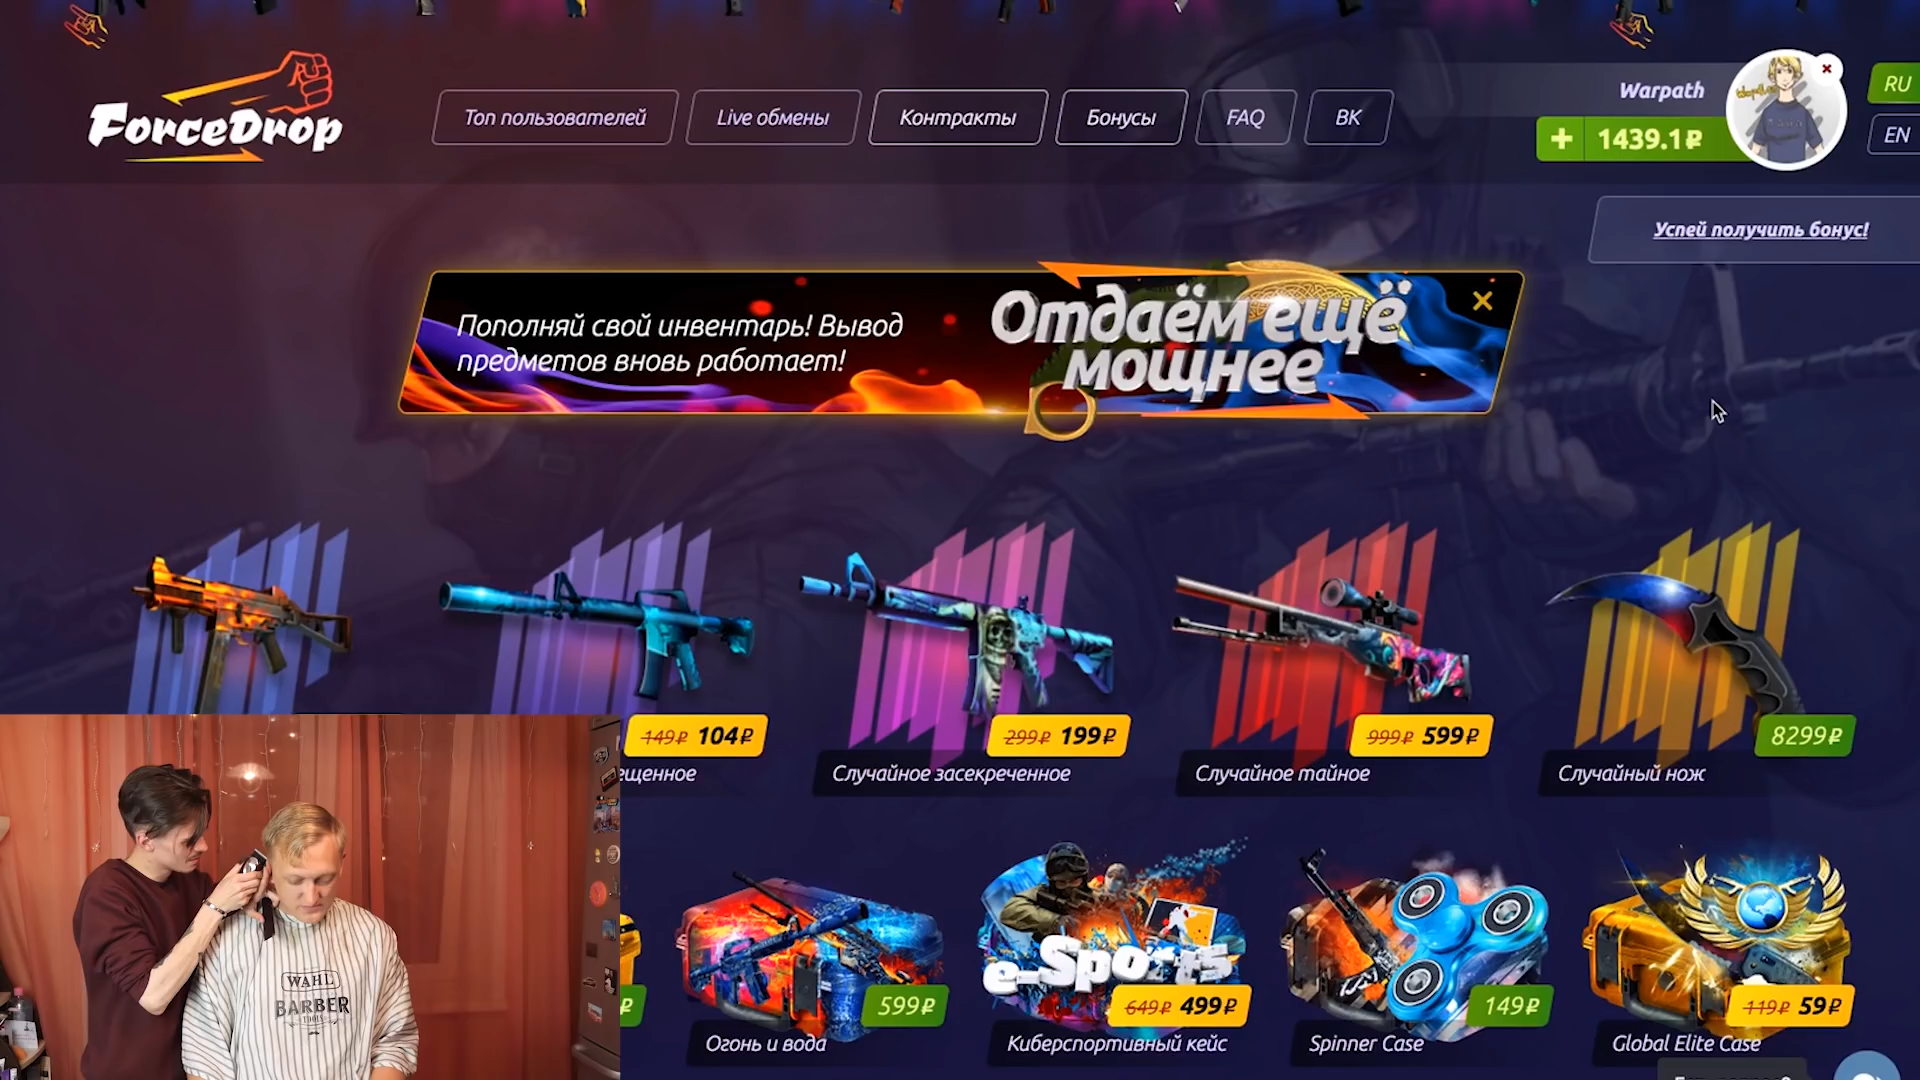 ForceDrop
Топ пользователей
Live обмены
Контракты
Бонусы
FAQ
ВК
Warpath
+ 1439.1₽
RU
EN
Успей получить бонус!
Пополняй свой инвентарь! Вывод
предметов вновь работает!
Отдаём ещё
мощнее
149₽ 104₽
299₽ 199₽
999₽ 599₽
8299₽
ещенное
Случайное засекреченное
Случайное тайное
Случайный нож
e-Sports
₽
599₽
649₽ 499₽
149₽
119₽ 59₽
Огонь и вода
Киберспортивный кейс
Spinner Case
Global Elite Case
WAHL
BARBER
TOOLS